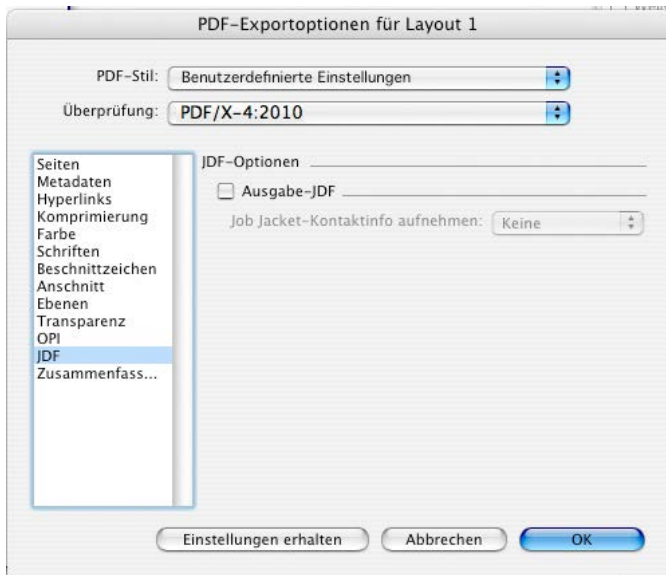 PDF-Exportoptionen für Layout 1
PDF-Stil: Benutzerdefinierte Einstellungen
Überprüfung: PDF/X-4:2010
Seiten
Metadaten
Hyperlinks
Komprimierung
Farbe
Schriften
Beschnittzeichen
Anschnitt
Ebenen
Transparenz
OPI
JDF
Zusammenfass...
JDF-Optionen
Ausgabe-JDF
Job Jacket-Kontaktinfo aufnehmen: Keine
Einstellungen erhalten
Abbrechen
OK